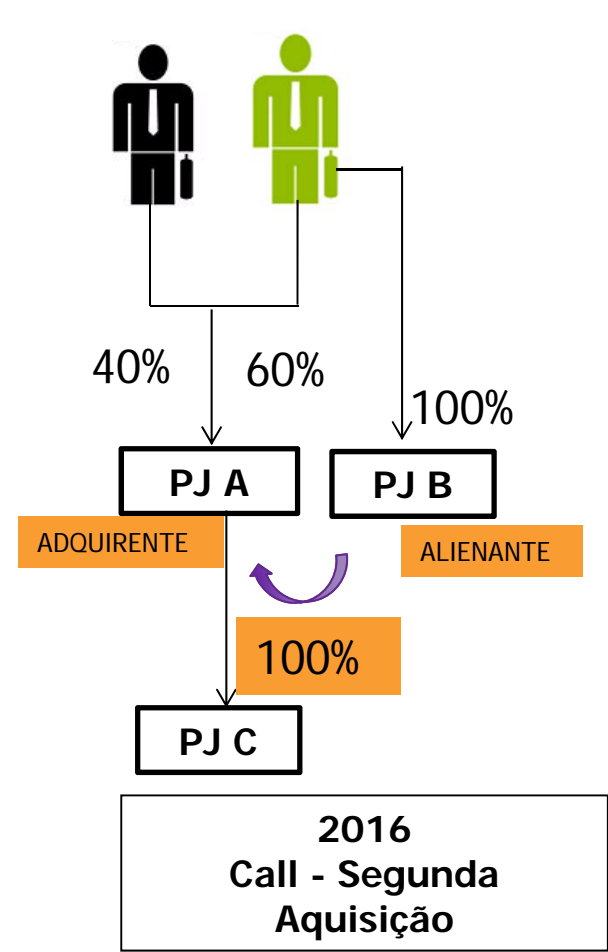 40%
60%
100%
PJ A
PJ B
ADQUIRENTE
ALIENANTE
100%
PJ C
2016
Call - Segunda
Aquisição